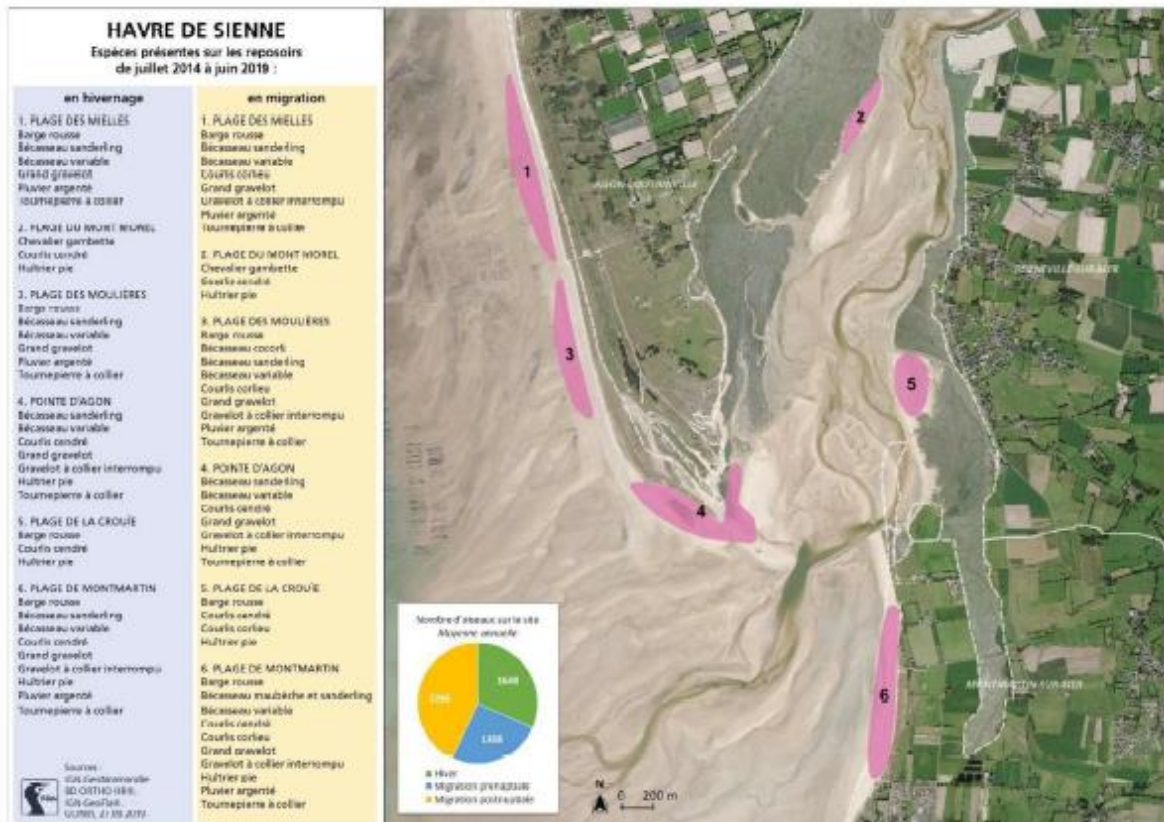 HAVRE DE SIENNE
Espèces présentes sur les reposoirs
de juillet 2014 à juin 2019 :
en hivernage
1. PLAGE DES MIELLES
Barge rousse
Bécasseau sanderling
Bécasseau variable
Grand gravelot
Pluvier argenté
Tournepierre à collier
2. PLAGE DU MONT MOREL
Chevalier gambette
Courlis cendré
Huîtrier pie
3. PLAGE DES MOULIÈRES
Barge rousse
Bécasseau sanderling
Bécasseau variable
Grand gravelot
Pluvier argenté
Tournepierre à collier
4. POINTE D'AGON
Bécasseau sanderling
Bécasseau variable
Courlis cendré
Grand gravelot
Gravelot à collier interrompu
Huîtrier pie
Tournepierre à collier
5. PLAGE DE LA CROUÏE
Barge rousse
Courlis cendré
Huîtrier pie
6. PLAGE DE MONTMARTIN
Barge rousse
Bécasseau sanderling
Bécasseau variable
Courlis cendré
Grand gravelot
Gravelot à collier interrompu
Huîtrier pie
Pluvier argenté
Tournepierre à collier
Sources :
BD ORTHO
IGN GeoFla
en migration
1. PLAGE DES MIELLES
Barge rousse
Bécasseau sanderling
Bécasseau variable
Courlis corlieu
Grand gravelot
Gravelot à collier interrompu
Pluvier argenté
Tournepierre à collier
2. PLAGE DU MONT MOREL
Chevalier gambette
Courlis cendré
Huîtrier pie
3. PLAGE DES MOULIÈRES
Barge rousse
Bécasseau cocorli
Bécasseau sanderling
Bécasseau variable
Courlis corlieu
Grand gravelot
Gravelot à collier interrompu
Pluvier argenté
Tournepierre à collier
4. POINTE D'AGON
Bécasseau sanderling
Bécasseau variable
Courlis cendré
Grand gravelot
Gravelot à collier interrompu
Huîtrier pie
Tournepierre à collier
5. PLAGE DE LA CROUÏE
Barge rousse
Courlis cendré
Courlis corlieu
Huîtrier pie
6. PLAGE DE MONTMARTIN
Barge rousse
Bécasseau maubèche et sanderling
Bécasseau variable
Courlis cendré
Courlis corlieu
Grand gravelot
Gravelot à collier interrompu
Huîtrier pie
Pluvier argenté
Tournepierre à collier
1
2
3
4
5
6
AGON-COUTAINVILLE
MONTMARTIN-SUR-MER
Nombre d'oiseaux sur le site
Moyenne annuelle
Hiver
Migration prénuptiale
Migration postnuptiale
N
0 200 m